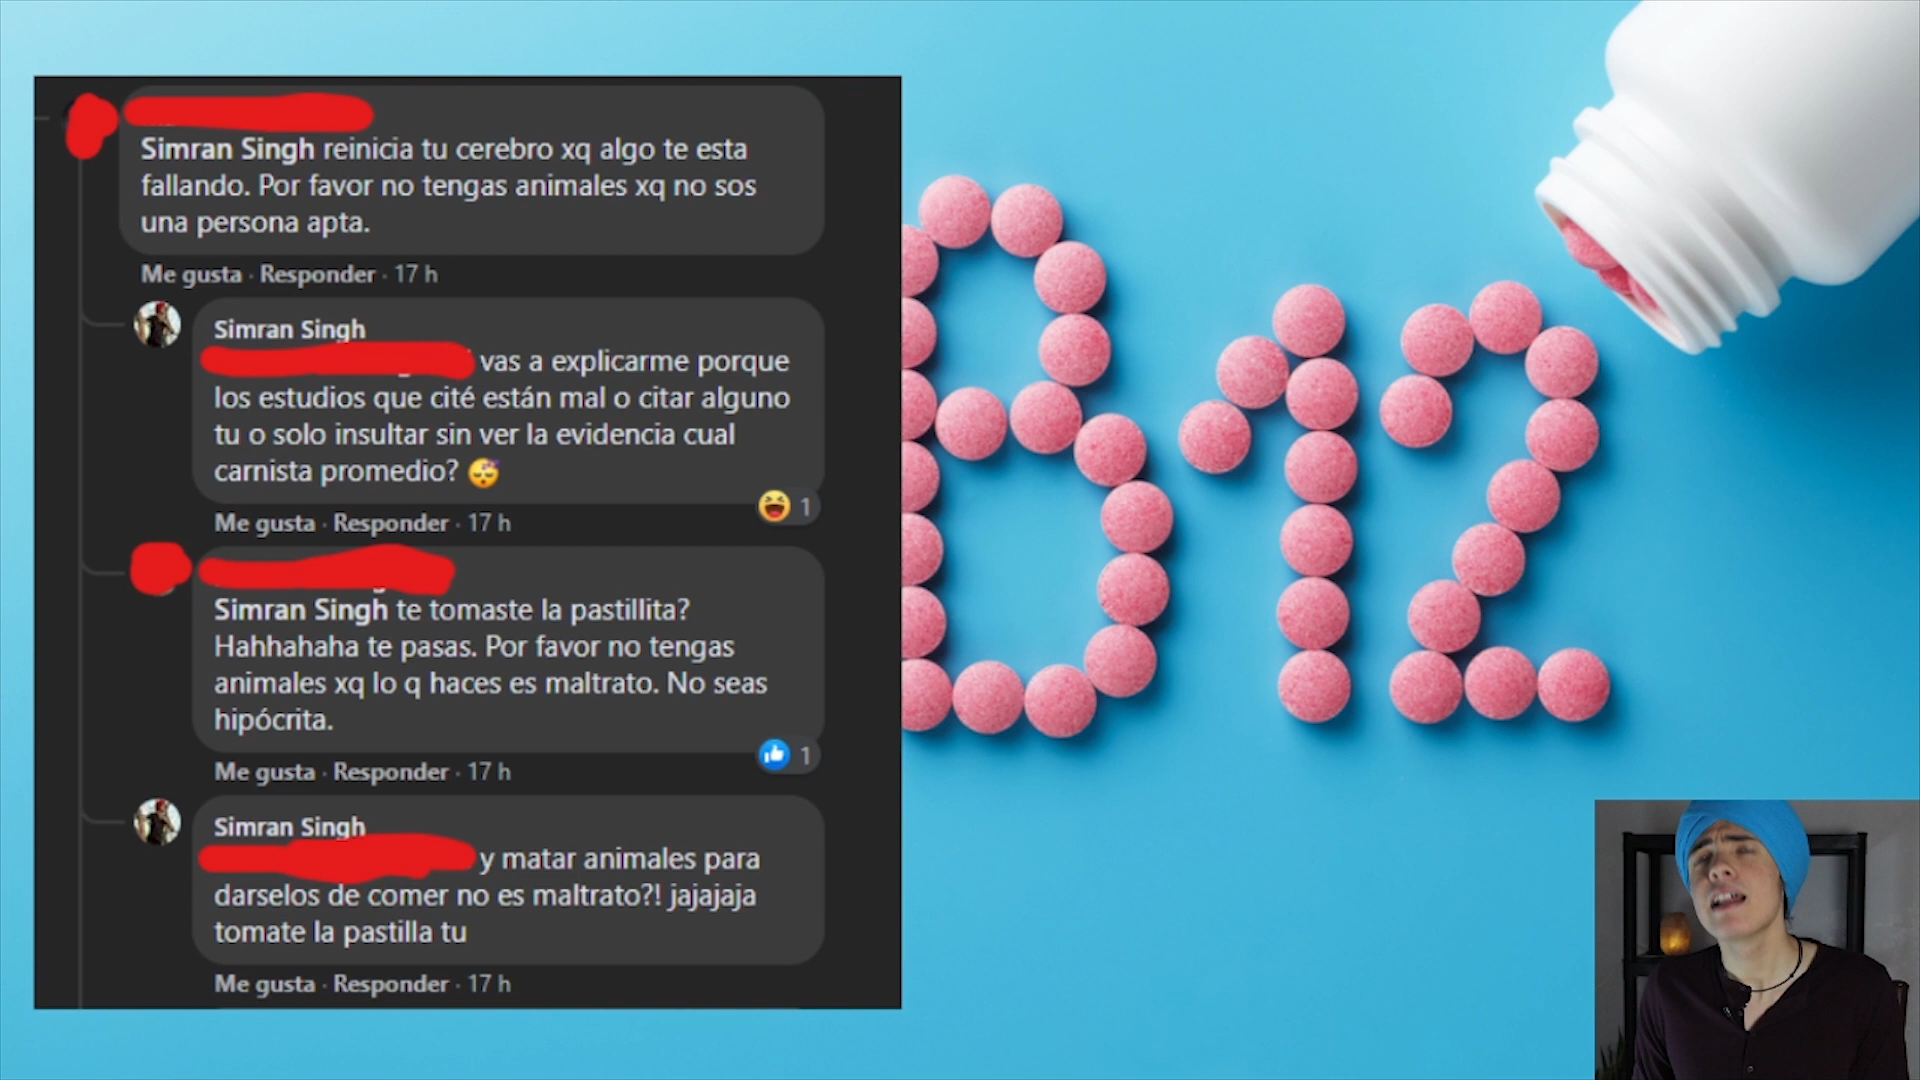 Simran Singh reinicia tu cerebro xq algo te esta
fallando. Por favor no tengas animales xq no sos
una persona apta.
Me gusta · Responder · 17 h
Simran Singh
vas a explicarme porque
los estudios que cité están mal o citar alguno
tu o solo insultar sin ver la evidencia cual
carnista promedio? 😴
😆 1
Me gusta · Responder · 17 h
Simran Singh te tomaste la pastillita?
Hahhahaha te pasas. Por favor no tengas
animales xq lo q haces es maltrato. No seas
hipócrita.
👍 1
Me gusta · Responder · 17 h
Simran Singh
y matar animales para
darselos de comer no es maltrato?! jajajaja
tomate la pastilla tu
Me gusta · Responder · 17 h
B12